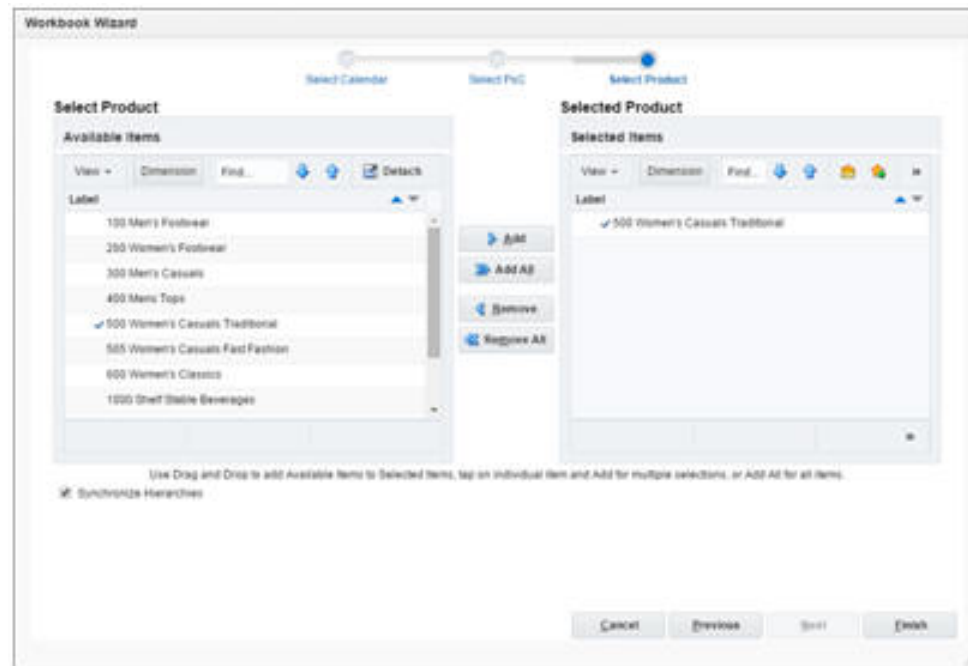 Workbook Wizard
Select Calendar
Select PoC
Select Product
Select Product
Available Items
View
Dimension
Find...
Detach
Label
100 Men's Footwear
250 Women's Footwear
300 Men's Casuals
400 Mens Tops
500 Women's Casuals Traditional
505 Women's Casuals Fast Fashion
600 Women's Classics
1000 Shelf Stable Beverages
Add
Add All
Remove
Remove All
Selected Product
Selected Items
View
Dimension
Find...
»
Label
500 Women's Casuals Traditional
»
Use Drag and Drop to add Available Items to Selected Items, tap on individual item and Add for multiple selections, or Add All for all items.
Synchronize Hierarchies
Cancel
Previous
Next
Finish